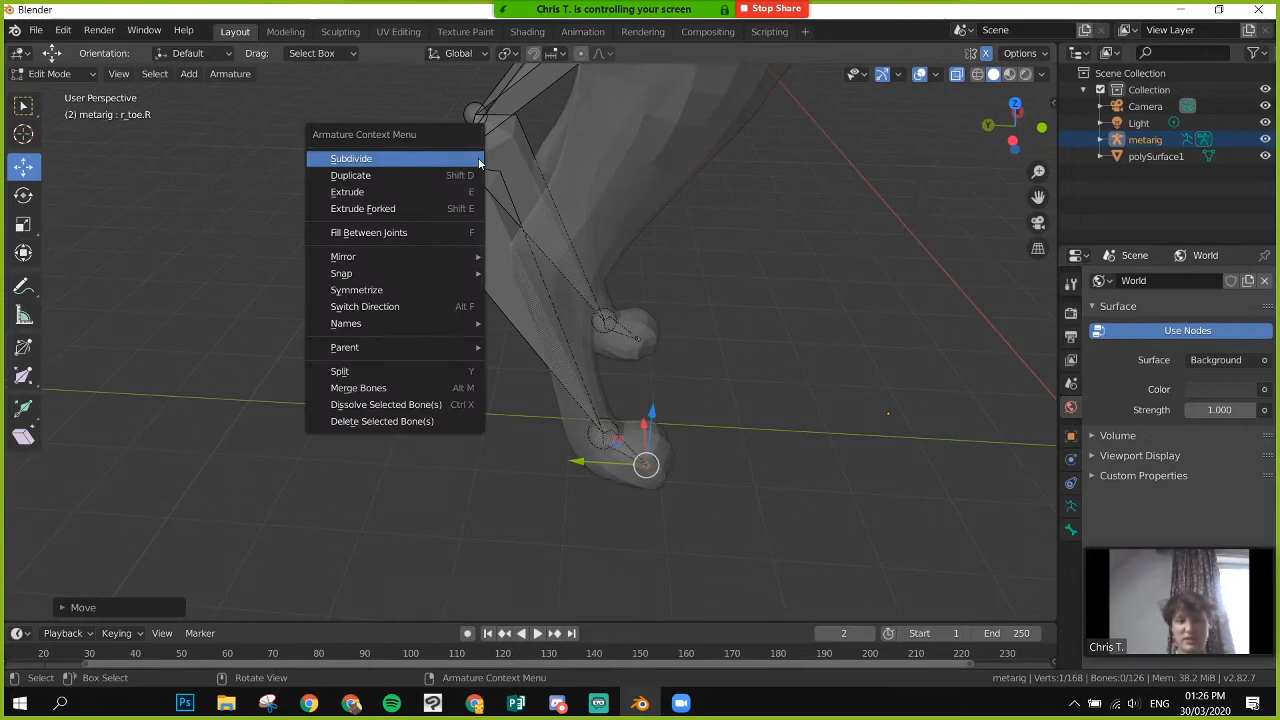 Blender
Chris T. is controlling your screen
Stop Share
File Edit Render Window Help
Layout Modeling Sculpting UV Editing Texture Paint Shading Animation Rendering Compositing Scripting +
Scene
View Layer
Orientation: Default Drag: Select Box
Global
X
Options
Edit Mode View Select Add Armature
User Perspective
(2) metarig : r_toe.R
Armature Context Menu
Subdivide
Duplicate Shift D
Extrude E
Extrude Forked Shift E
Fill Between Joints F
Mirror
Snap
Symmetrize
Switch Direction Alt F
Names
Parent
Split Y
Merge Bones Alt M
Dissolve Selected Bone(s) Ctrl X
Delete Selected Bone(s)
Z
Y
Move
Scene Collection
Collection
Camera
Light
metarig
polySurface1
Scene World
World
Surface
Use Nodes
Surface Background
Color
Strength 1.000
Volume
Viewport Display
Custom Properties
Chris T.
Playback Keying View Marker
2 Start 1 End 250
20 30 40 50 60 70 80 90 100 110 120 130 140 150 160 170 180 190 200 210 220 230
Select Box Select Rotate View Armature Context Menu
metarig | Verts:1/168 | Bones:0/126 | Mem: 38.2 MiB | v2.82.7
ENG
01:26 PM
30/03/2020